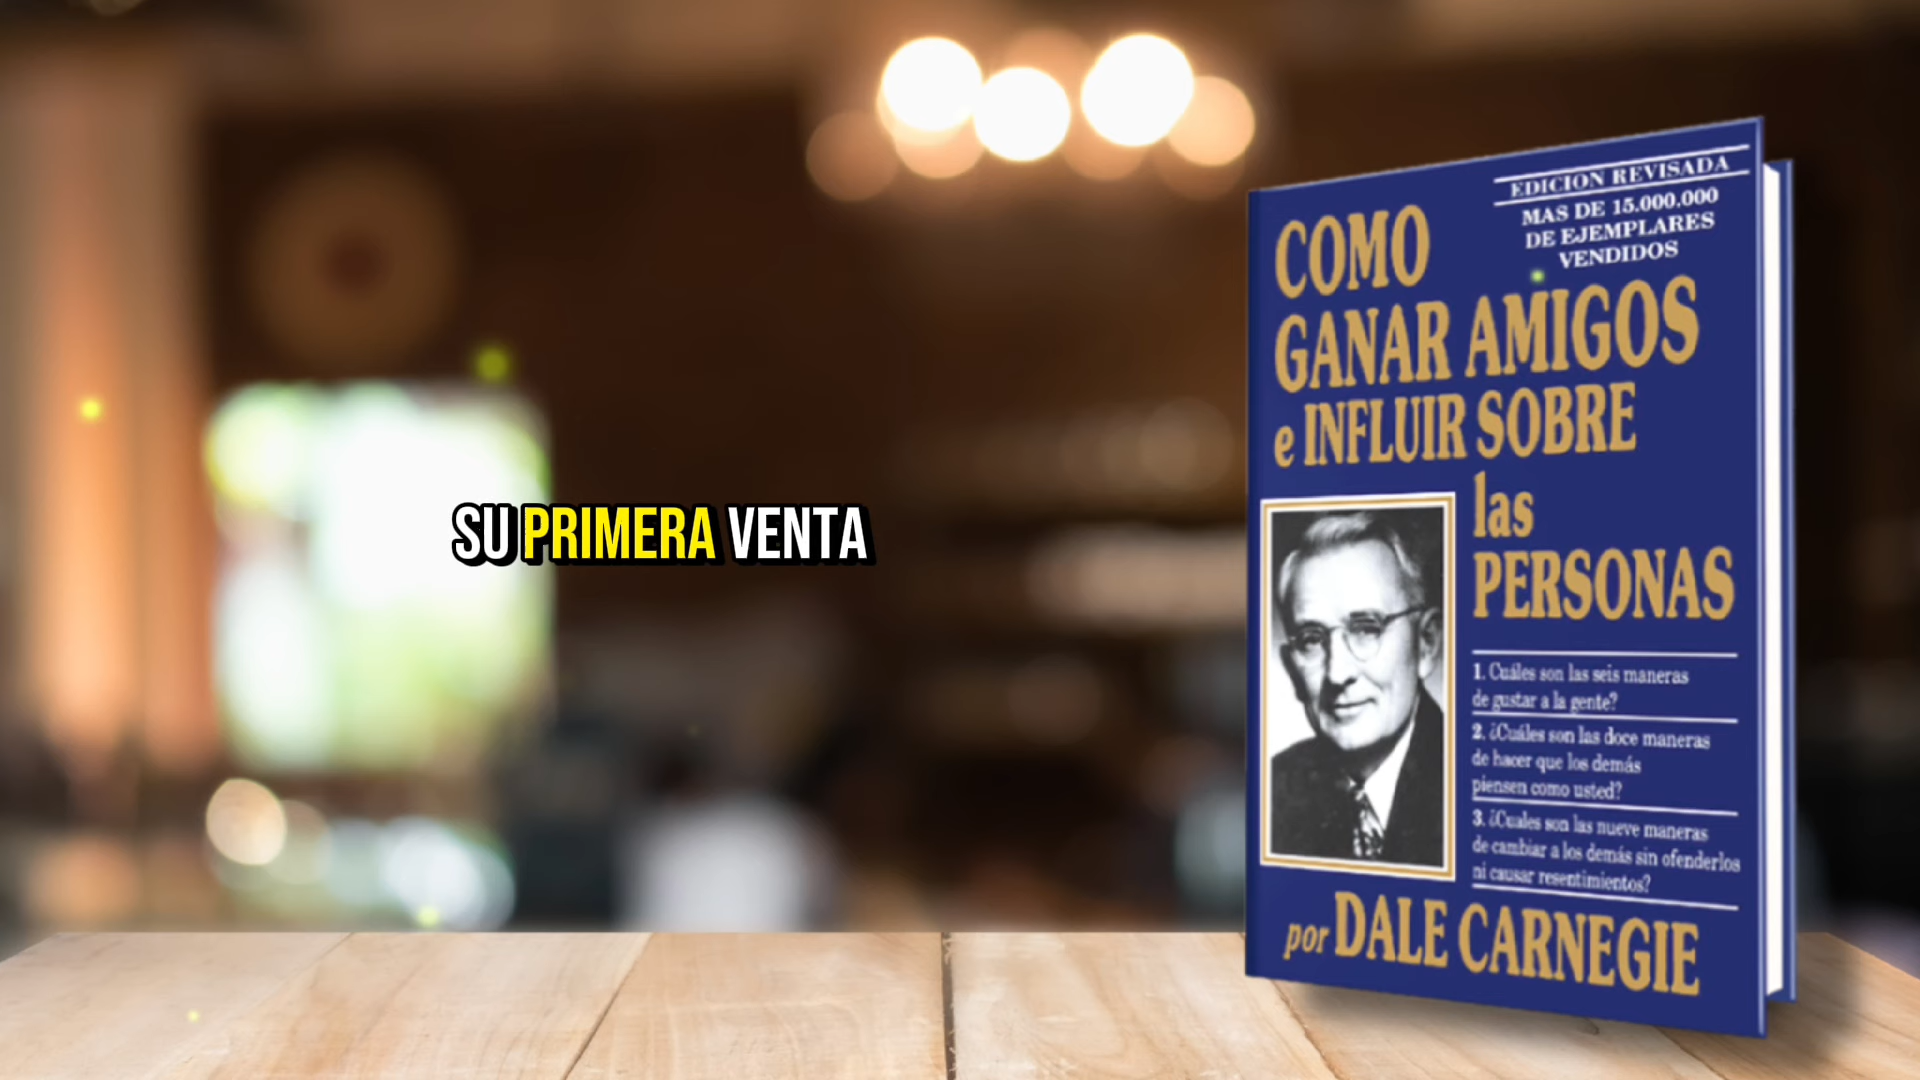 SU PRIMERA VENTA
EDICION REVISADA
MAS DE 15.000.000
DE EJEMPLARES
VENDIDOS
COMO
GANAR AMIGOS
e INFLUIR SOBRE
las
PERSONAS
1. Cuáles son las seis maneras
de gustar a la gente?
2. ¿Cuáles son las doce maneras
de hacer que los demás
piensen como usted?
3. ¿Cuales son las nueve maneras
de cambiar a los demás sin ofenderlos
ni causar resentimientos?
por DALE CARNEGIE